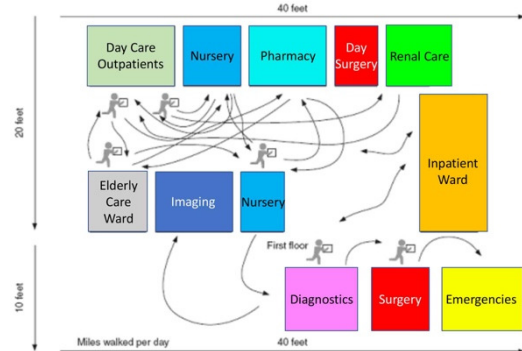 40 feet
Day Care
Outpatients
Nursery
Pharmacy
Day
Surgery
Renal Care
20 feet
Elderly
Care
Ward
Imaging
Nursery
Inpatient
Ward
First floor
10 feet
Diagnostics
Surgery
Emergencies
Miles walked per day
40 feet